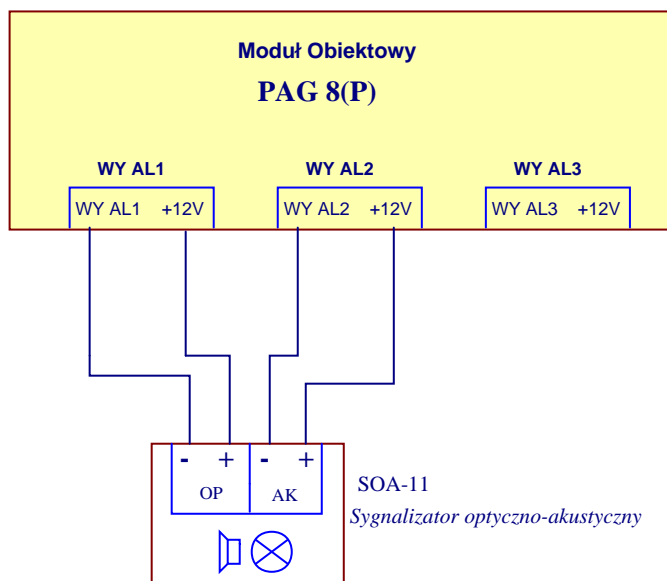 Moduł Obiektowy
PAG 8(P)
WY AL1 WY AL2 WY AL3
WY AL1 +12V WY AL2 +12V WY AL3 +12V
- + - +
OP AK
SOA-11
Sygnalizator optyczno-akustyczny